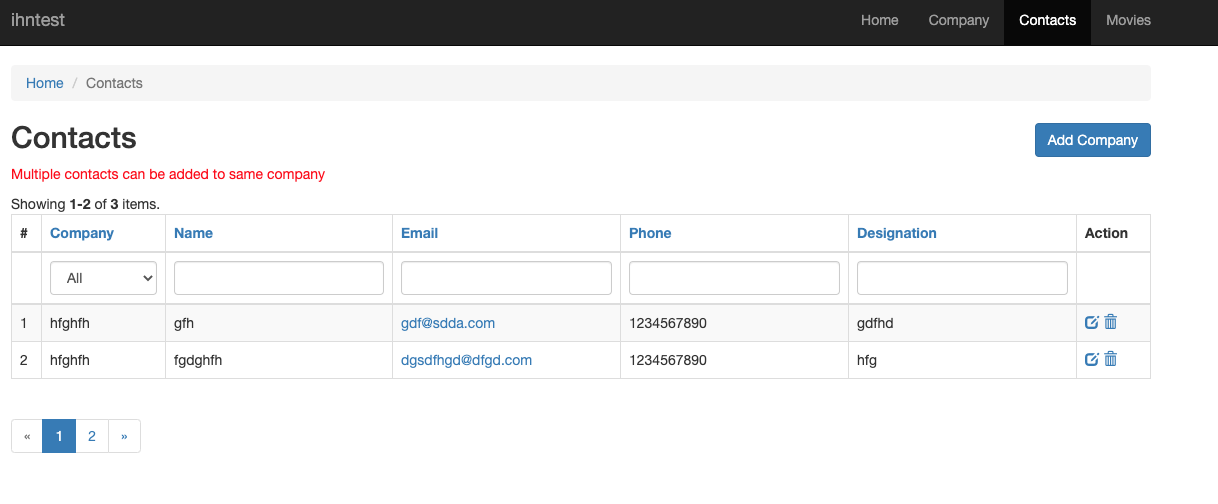 ihntest Home Company Contacts Movies
Home / Contacts
Contacts Add Company
Multiple contacts can be added to same company
Showing 1-2 of 3 items.
# Company Name Email Phone Designation Action
All
1 hfghfh gfh gdf@sdda.com 1234567890 gdfhd
2 hfghfh fgdghfh dgsdfhgd@dfgd.com 1234567890 hfg
« 1 2 »